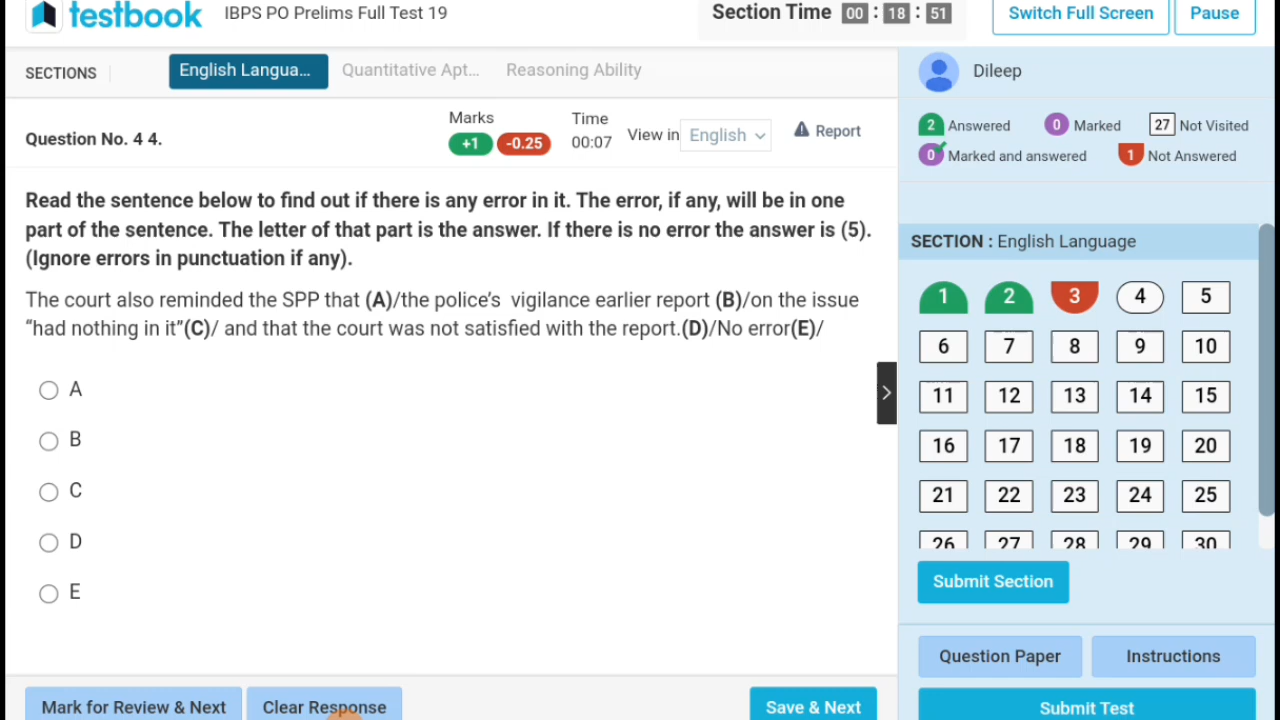 testbook IBPS PO Prelims Full Test 19 Section Time 00 : 18 : 51 Switch Full Screen Pause
SECTIONS English Langua... Quantitative Apt... Reasoning Ability
Dileep
Question No. 4 4. Marks +1 -0.25 Time 00:07 View in English Report
2 Answered 0 Marked 27 Not Visited
0 Marked and answered 1 Not Answered
Read the sentence below to find out if there is any error in it. The error, if any, will be in one
part of the sentence. The letter of that part is the answer. If there is no error the answer is (5).
(Ignore errors in punctuation if any).
The court also reminded the SPP that (A)/the police’s vigilance earlier report (B)/on the issue
“had nothing in it”(C)/ and that the court was not satisfied with the report.(D)/No error(E)/
A
B
C
D
E
SECTION : English Language
1 2 3 4 5
6 7 8 9 10
11 12 13 14 15
16 17 18 19 20
21 22 23 24 25
26 27 28 29 30
Submit Section
Question Paper Instructions
Mark for Review & Next Clear Response Save & Next Submit Test